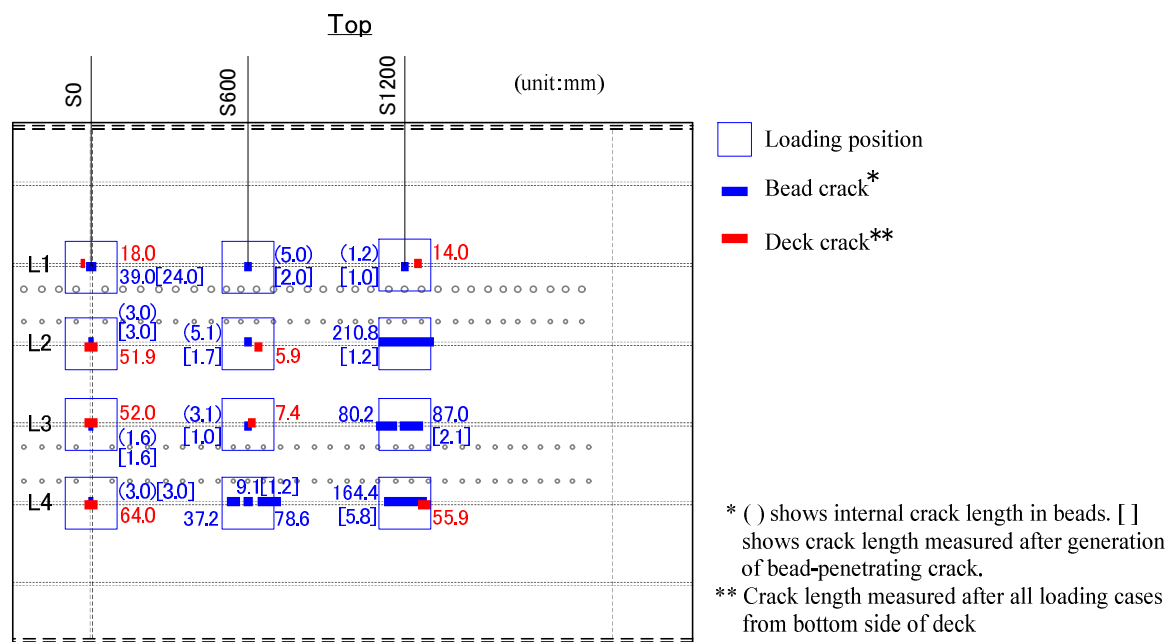 Top
S0
S600
S1200
(unit:mm)
Loading position
Bead crack*
Deck crack**
L1
18.0
39.0[24.0]
(5.0)
[2.0]
(1.2)
[1.0]
14.0
L2
(3.0)
[3.0]
51.9
(5.1)
[1.7]
5.9
210.8
[1.2]
L3
52.0
(1.6)
[1.6]
(3.1)
[1.0]
7.4
80.2
87.0
[2.1]
L4
(3.0)[3.0]
64.0
9.1[1.2]
37.2
78.6
164.4
[5.8]
55.9
* ( ) shows internal crack length in beads. [ ]
shows crack length measured after generation
of bead-penetrating crack.
** Crack length measured after all loading cases
from bottom side of deck